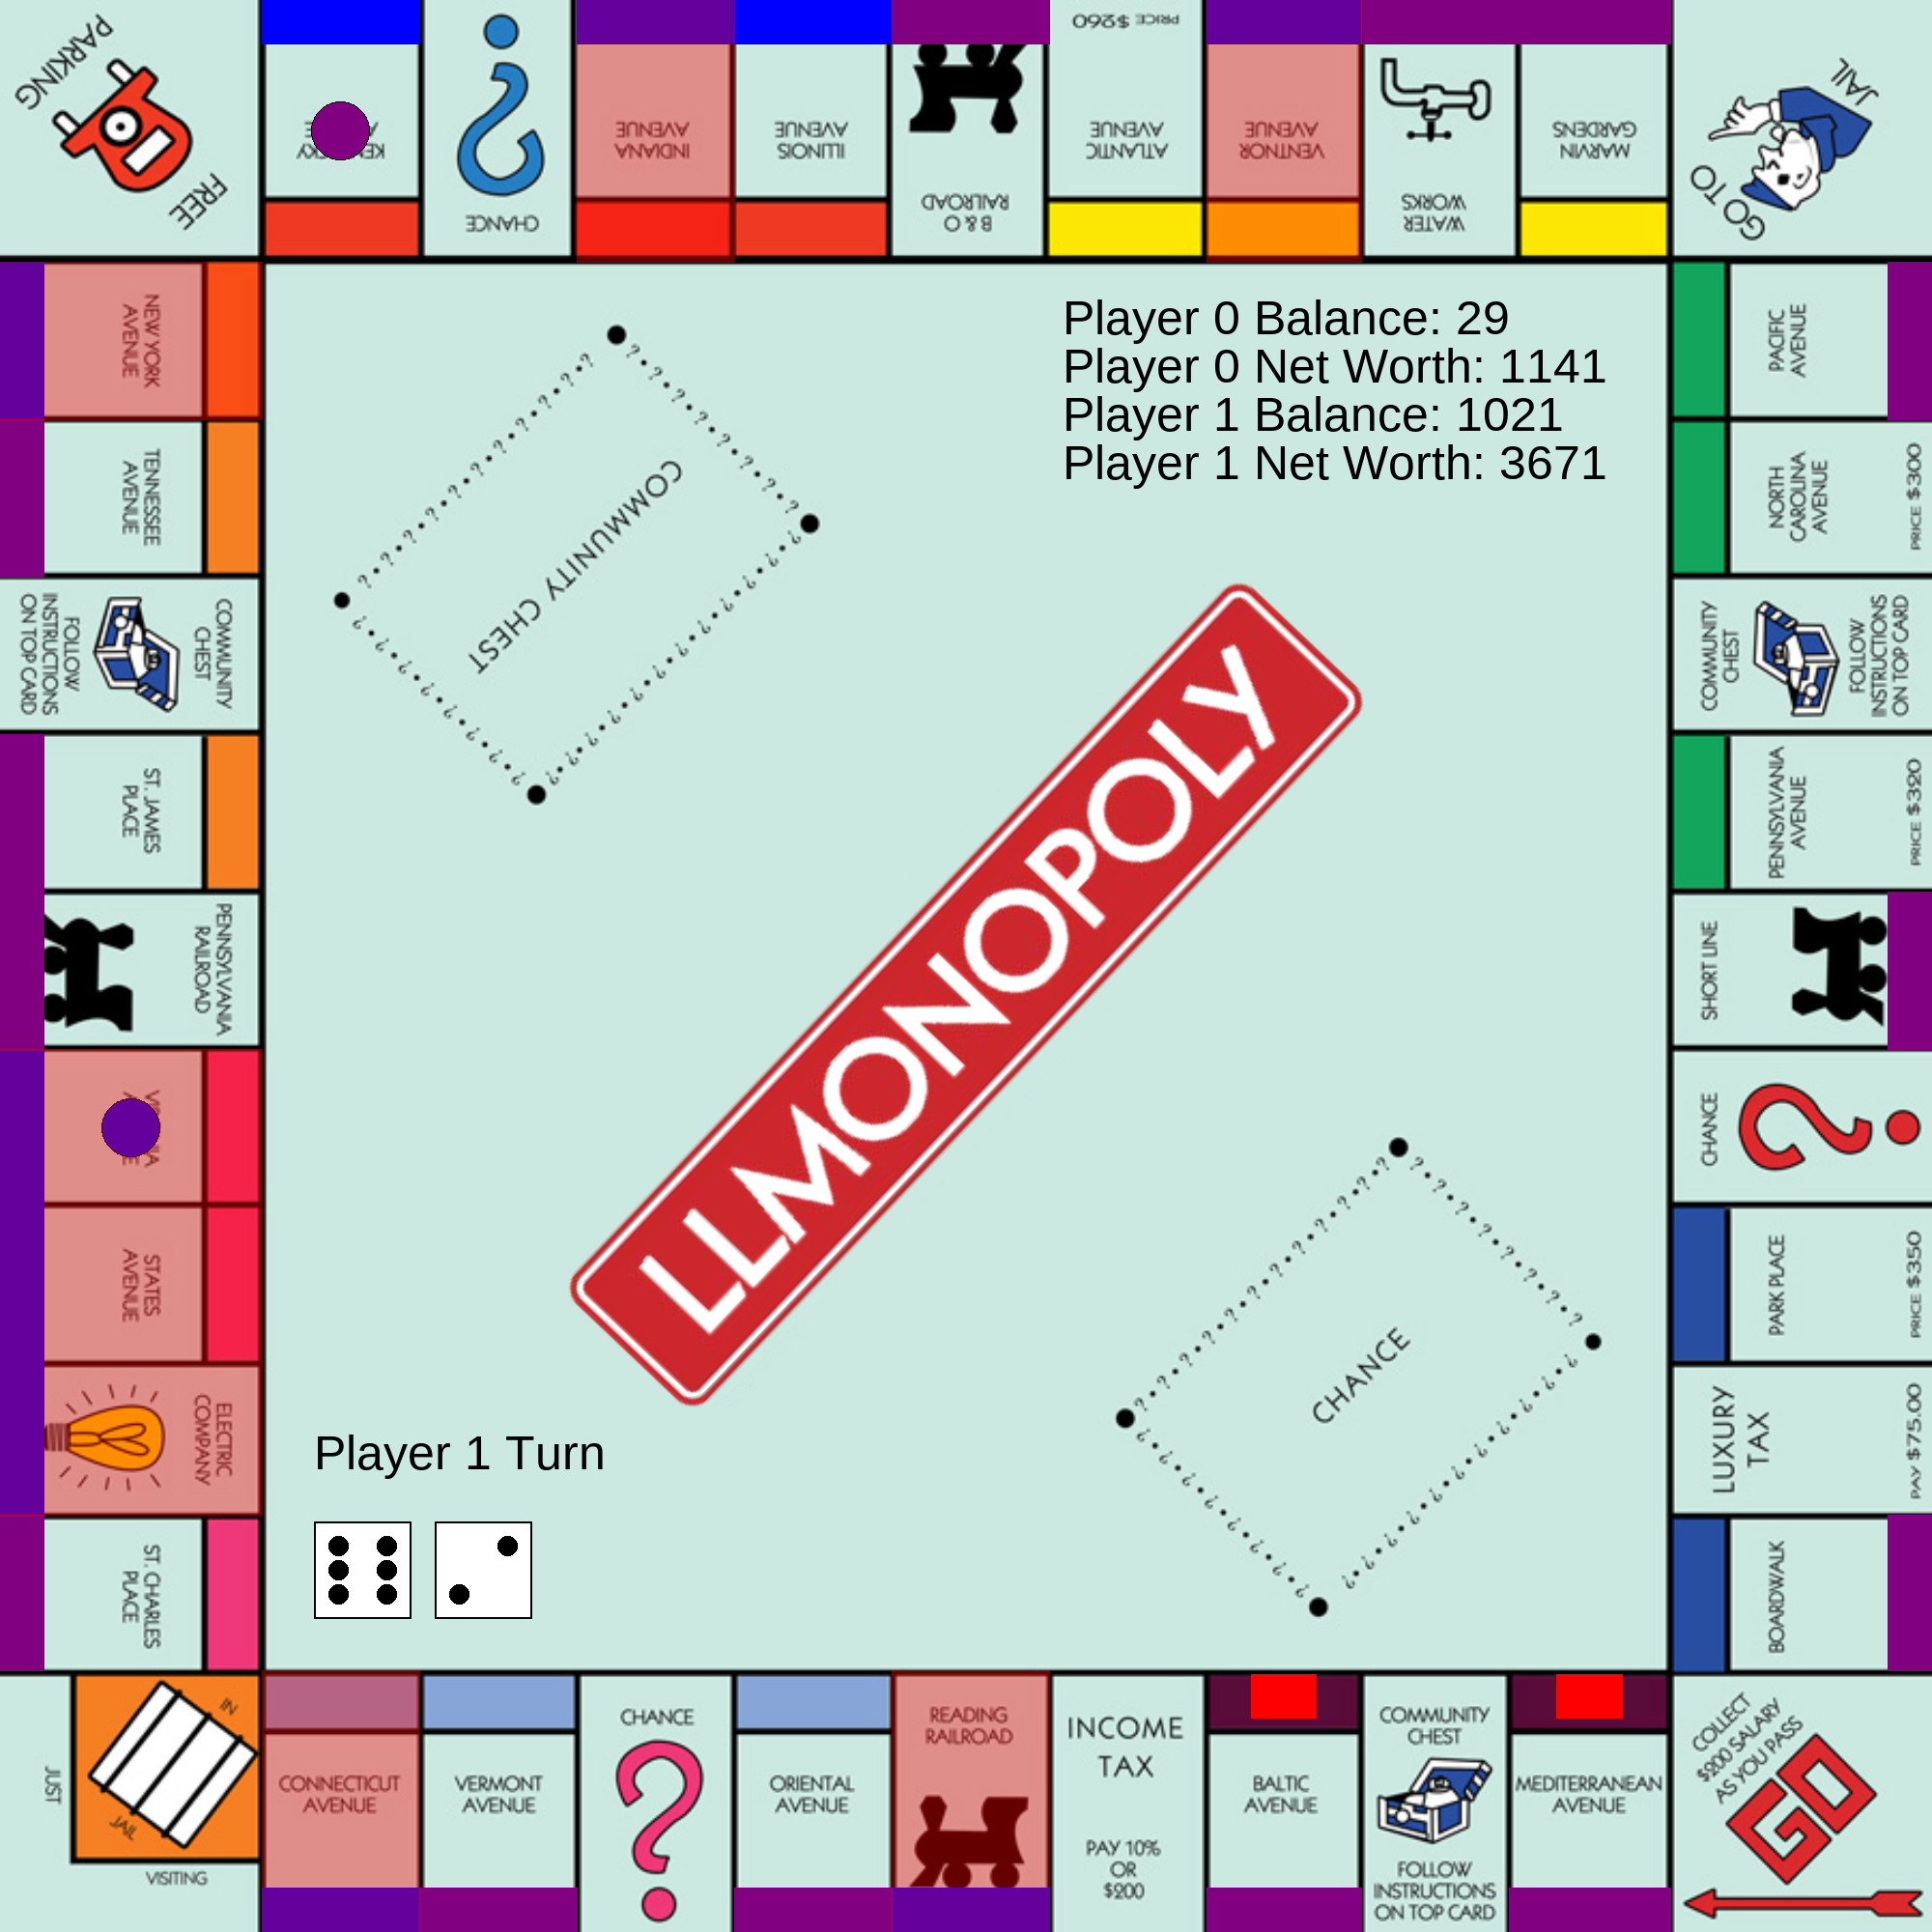 PARKING
FREE
CHANCE
INDIANA
AVENUE
ILLINOIS
AVENUE
B & O
RAILROAD
PRICE $260
ATLANTIC
AVENUE
VENTNOR
AVENUE
WATER
WORKS
MARVIN
GARDENS
GO TO
JAIL
NEW YORK
AVENUE
TENNESSEE
AVENUE
COMMUNITY
CHEST
FOLLOW
INSTRUCTIONS
ON TOP CARD
ST. JAMES
PLACE
PENNSYLVANIA
RAILROAD
STATES
AVENUE
ELECTRIC
COMPANY
ST. CHARLES
PLACE
Player 0 Balance: 29
Player 0 Net Worth: 1141
Player 1 Balance: 1021
Player 1 Net Worth: 3671
COMMUNITY CHEST
LLMONOPOLY
CHANCE
Player 1 Turn
PACIFIC
AVENUE
NORTH
CAROLINA
AVENUE
PRICE $300
COMMUNITY
CHEST
FOLLOW
INSTRUCTIONS
ON TOP CARD
PENNSYLVANIA
AVENUE
PRICE $320
SHORT LINE
CHANCE
PARK PLACE
PRICE $350
LUXURY
TAX
PAY $75.00
BOARDWALK
JUST
VISITING
IN
JAIL
CONNECTICUT
AVENUE
VERMONT
AVENUE
CHANCE
ORIENTAL
AVENUE
READING
RAILROAD
INCOME
TAX
PAY 10%
OR
$200
BALTIC
AVENUE
COMMUNITY
CHEST
FOLLOW
INSTRUCTIONS
ON TOP CARD
MEDITERRANEAN
AVENUE
COLLECT
$200 SALARY
AS YOU PASS
GO